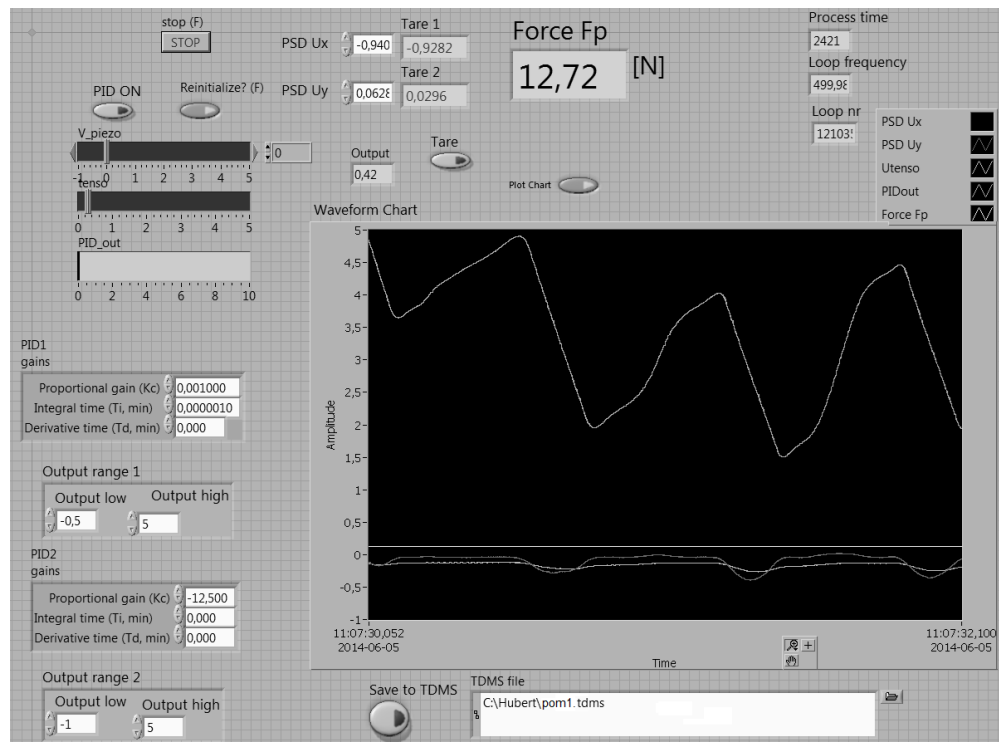 stop (F)
STOP
PSD Ux
-0,940
Tare 1
-0,9282
PSD Uy
0,0628
Tare 2
0,0296
Force Fp
12,72 [N]
Process time
2421
Loop frequency
499,98
Loop nr
PID ON
Reinitialize? (F)
V_piezo
0
-1 0 1 2 3 4 5
tenso
0 1 2 3 4 5
PID_out
0 2 4 6 8 10
Output
0,42
Tare
Plot Chart
PSD Ux
PSD Uy
Utenso
PIDout
Force Fp
Waveform Chart
Amplitude
5
4,5
4
3,5
3
2,5
2
1,5
1
0,5
0
-0,5
-1
11:07:30,052
2014-06-05
11:07:32,100
2014-06-05
Time
PID1
gains
Proportional gain (Kc) 0,001000
Integral time (Ti, min) 0,0000010
Derivative time (Td, min) 0,000
Output range 1
Output low
-0,5
Output high
5
PID2
gains
Proportional gain (Kc) -12,500
Integral time (Ti, min) 0,000
Derivative time (Td, min) 0,000
Output range 2
Output low
-1
Output high
5
Save to TDMS
TDMS file
C:\Hubert\pom1.tdms